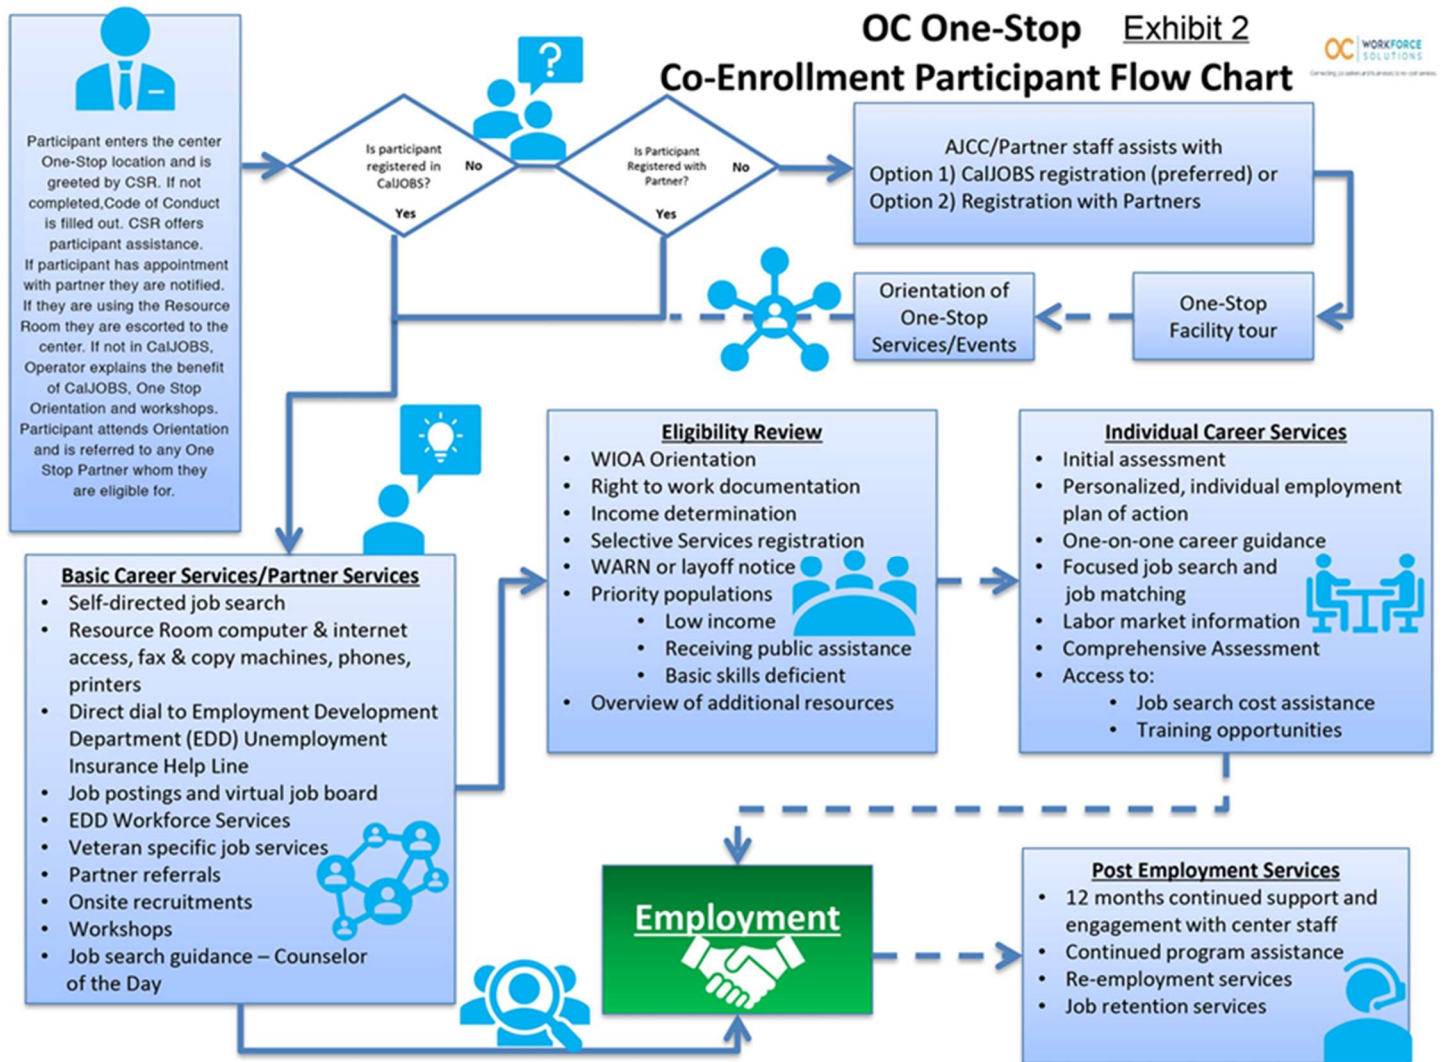 OC One-Stop Exhibit 2
Co-Enrollment Participant Flow Chart
OC WORKFORCE
SOLUTIONS
Participant enters the center
One-Stop location and is
greeted by CSR. If not
completed,Code of Conduct
is filled out. CSR offers
participant assistance.
If participant has appointment
with partner they are notified.
If they are using the Resource
Room they are escorted to the
center. If not in CalJOBS,
Operator explains the benefit
of CalJOBS, One Stop
Orientation and workshops.
Participant attends Orientation
and is referred to any One
Stop Partner whom they
are eligible for.
Is participant
registered in
CalJOBS?
No
Yes
?
Is Participant
Registered with
Partner?
No
Yes
AJCC/Partner staff assists with
Option 1) CalJOBS registration (preferred) or
Option 2) Registration with Partners
One-Stop
Facility tour
Orientation of
One-Stop
Services/Events
Basic Career Services/Partner Services
• Self-directed job search
• Resource Room computer & internet
access, fax & copy machines, phones,
printers
• Direct dial to Employment Development
Department (EDD) Unemployment
Insurance Help Line
• Job postings and virtual job board
• EDD Workforce Services
• Veteran specific job services
• Partner referrals
• Onsite recruitments
• Workshops
• Job search guidance – Counselor
of the Day
Eligibility Review
• WIOA Orientation
• Right to work documentation
• Income determination
• Selective Services registration
• WARN or layoff notice
• Priority populations
• Low income
• Receiving public assistance
• Basic skills deficient
• Overview of additional resources
Individual Career Services
• Initial assessment
• Personalized, individual employment
plan of action
• One-on-one career guidance
• Focused job search and
job matching
• Labor market information
• Comprehensive Assessment
• Access to:
• Job search cost assistance
• Training opportunities
Employment
Post Employment Services
• 12 months continued support and
engagement with center staff
• Continued program assistance
• Re-employment services
• Job retention services